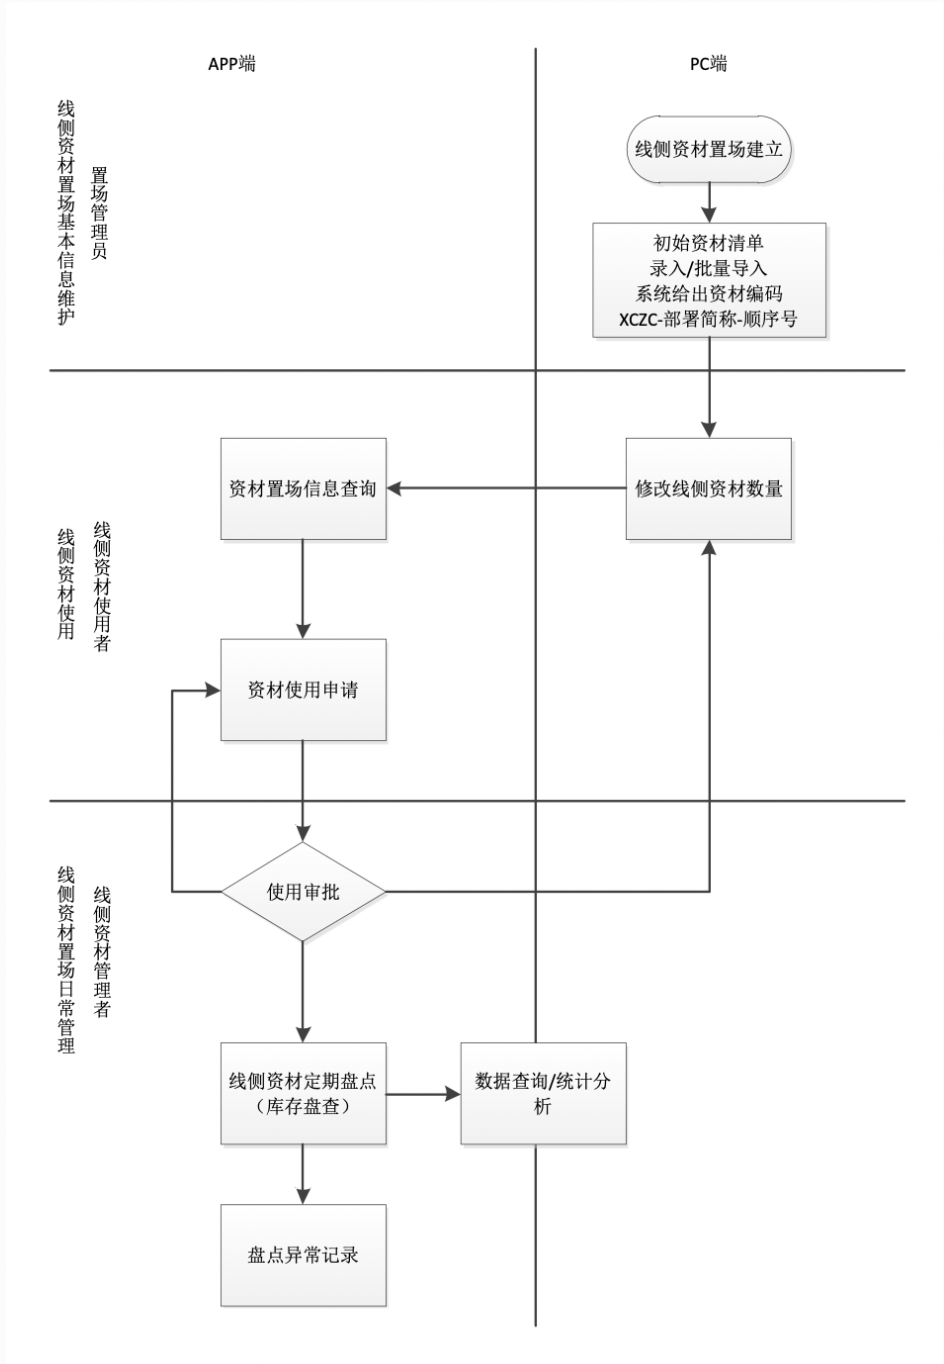 APP端
PC端
线侧资材置场基本信息维护
置场管理员
线侧资材置场建立
初始资材清单
录入/批量导入
系统给出资材编码
XCZC-部署简称-顺序号
线侧资材使用
线侧资材使用者
资材置场信息查询
修改线侧资材数量
资材使用申请
线侧资材置场日常管理
线侧资材管理者
使用审批
线侧资材定期盘点
（库存盘查）
数据查询/统计分
析
盘点异常记录